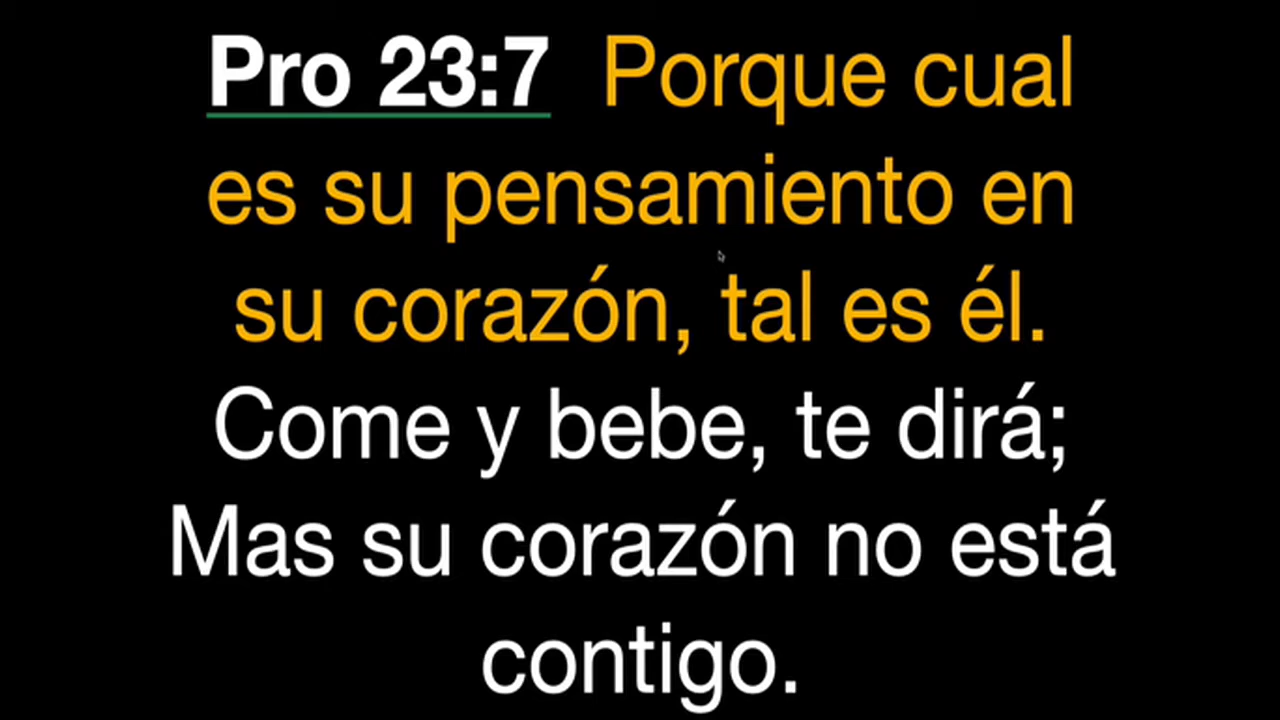 Pro 23:7 Porque cual
es su pensamiento en
su corazón, tal es él.
Come y bebe, te dirá;
Mas su corazón no está
contigo.